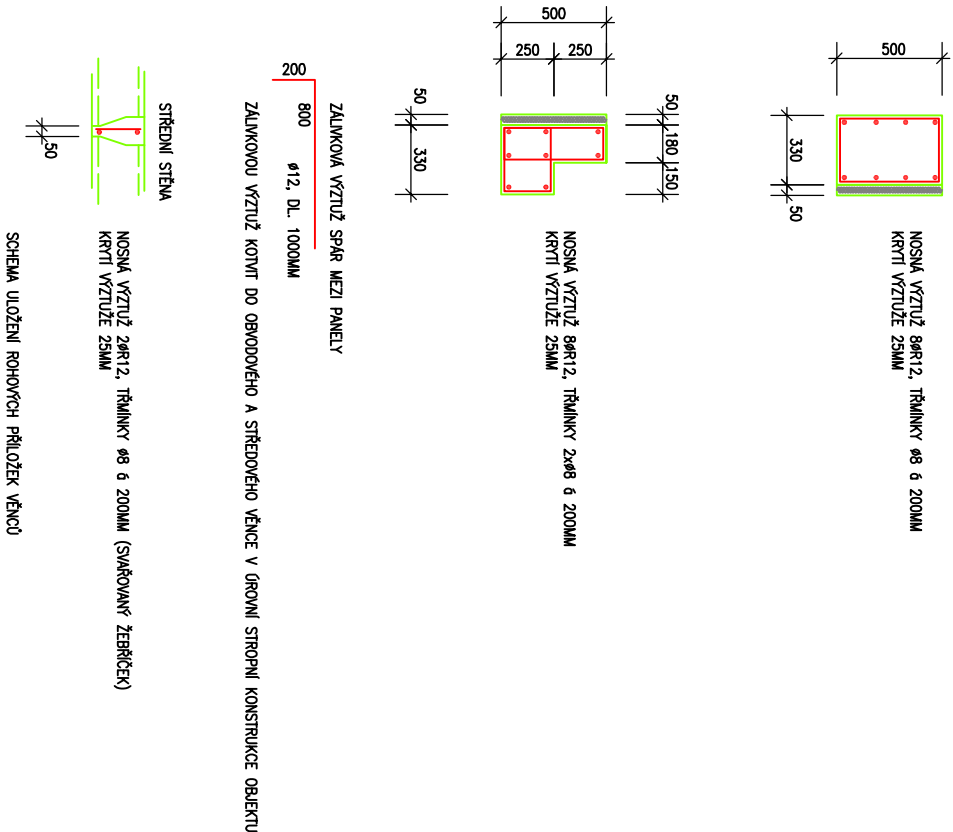 500
330
50
NOSNÁ VÝZTUŽ 8ØR12, TŘMÍNKY Ø8 á 200MM
KRYTÍ VÝZTUŽE 25MM
500
250
250
50
180
150
50
330
NOSNÁ VÝZTUŽ 8ØR12, TŘMÍNKY 2xØ8 á 200MM
KRYTÍ VÝZTUŽE 25MM
ZÁLIVKOVÁ VÝZTUŽ SPÁR MEZI PANELY
200
800
Ø12, DL. 1000MM
ZÁLIVKOVOU VÝZTUŽ KOTVIT DO OBVODOVÉHO A STŘEDOVÉHO VĚNCE V ÚROVNÍ STROPNÍ KONSTRUKCE OBJEKTU
STŘEDNÍ STĚNA
50
NOSNÁ VÝZTUŽ 2ØR12, TŘMÍNKY Ø8 á 200MM (SVAŘOVANÝ ŽEBŘÍČEK)
KRYTÍ VÝZTUŽE 25MM
SCHEMA ULOŽENÍ ROHOVÝCH PŘÍLOŽEK VĚNCŮ